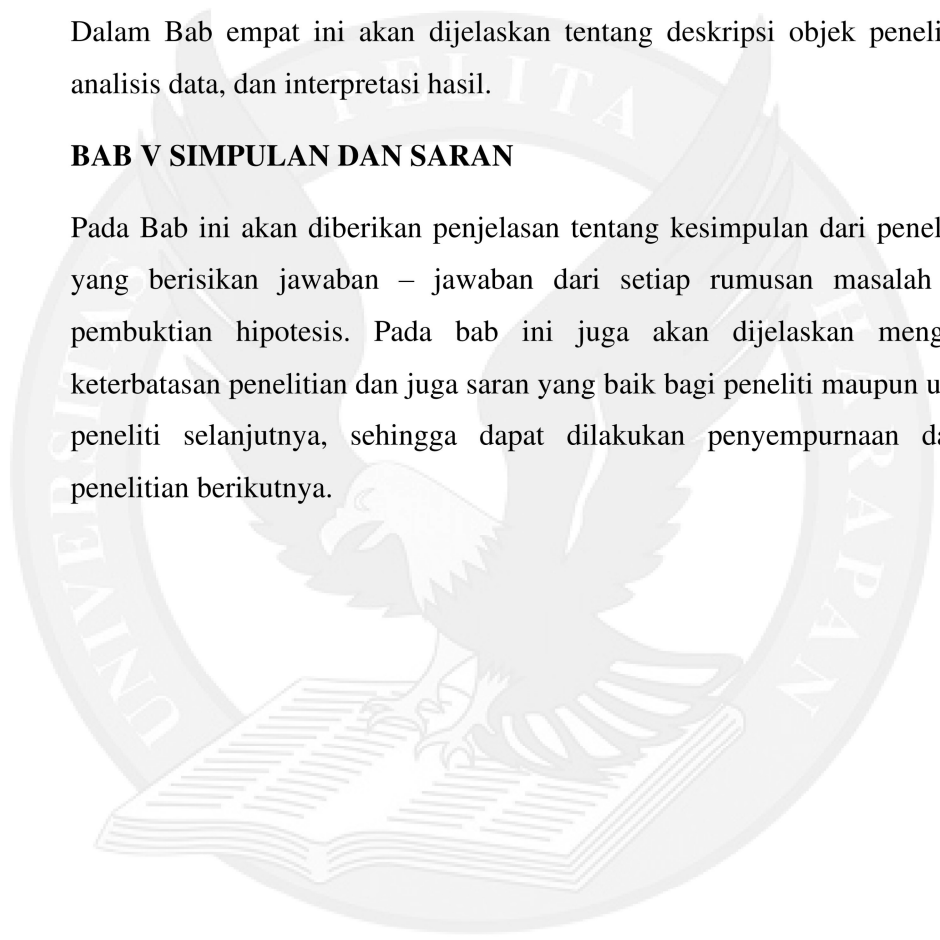 Dalam Bab empat ini akan dijelaskan tentang deskripsi objek peneli
analisis data, dan interpretasi hasil.
BAB V SIMPULAN DAN SARAN
Pada Bab ini akan diberikan penjelasan tentang kesimpulan dari penel
yang berisikan jawaban – jawaban dari setiap rumusan masalah
pembuktian hipotesis. Pada bab ini juga akan dijelaskan meng
keterbatasan penelitian dan juga saran yang baik bagi peneliti maupun u
peneliti selanjutnya, sehingga dapat dilakukan penyempurnaan da
penelitian berikutnya.
UNIVERSITAS PELITA HARAPAN